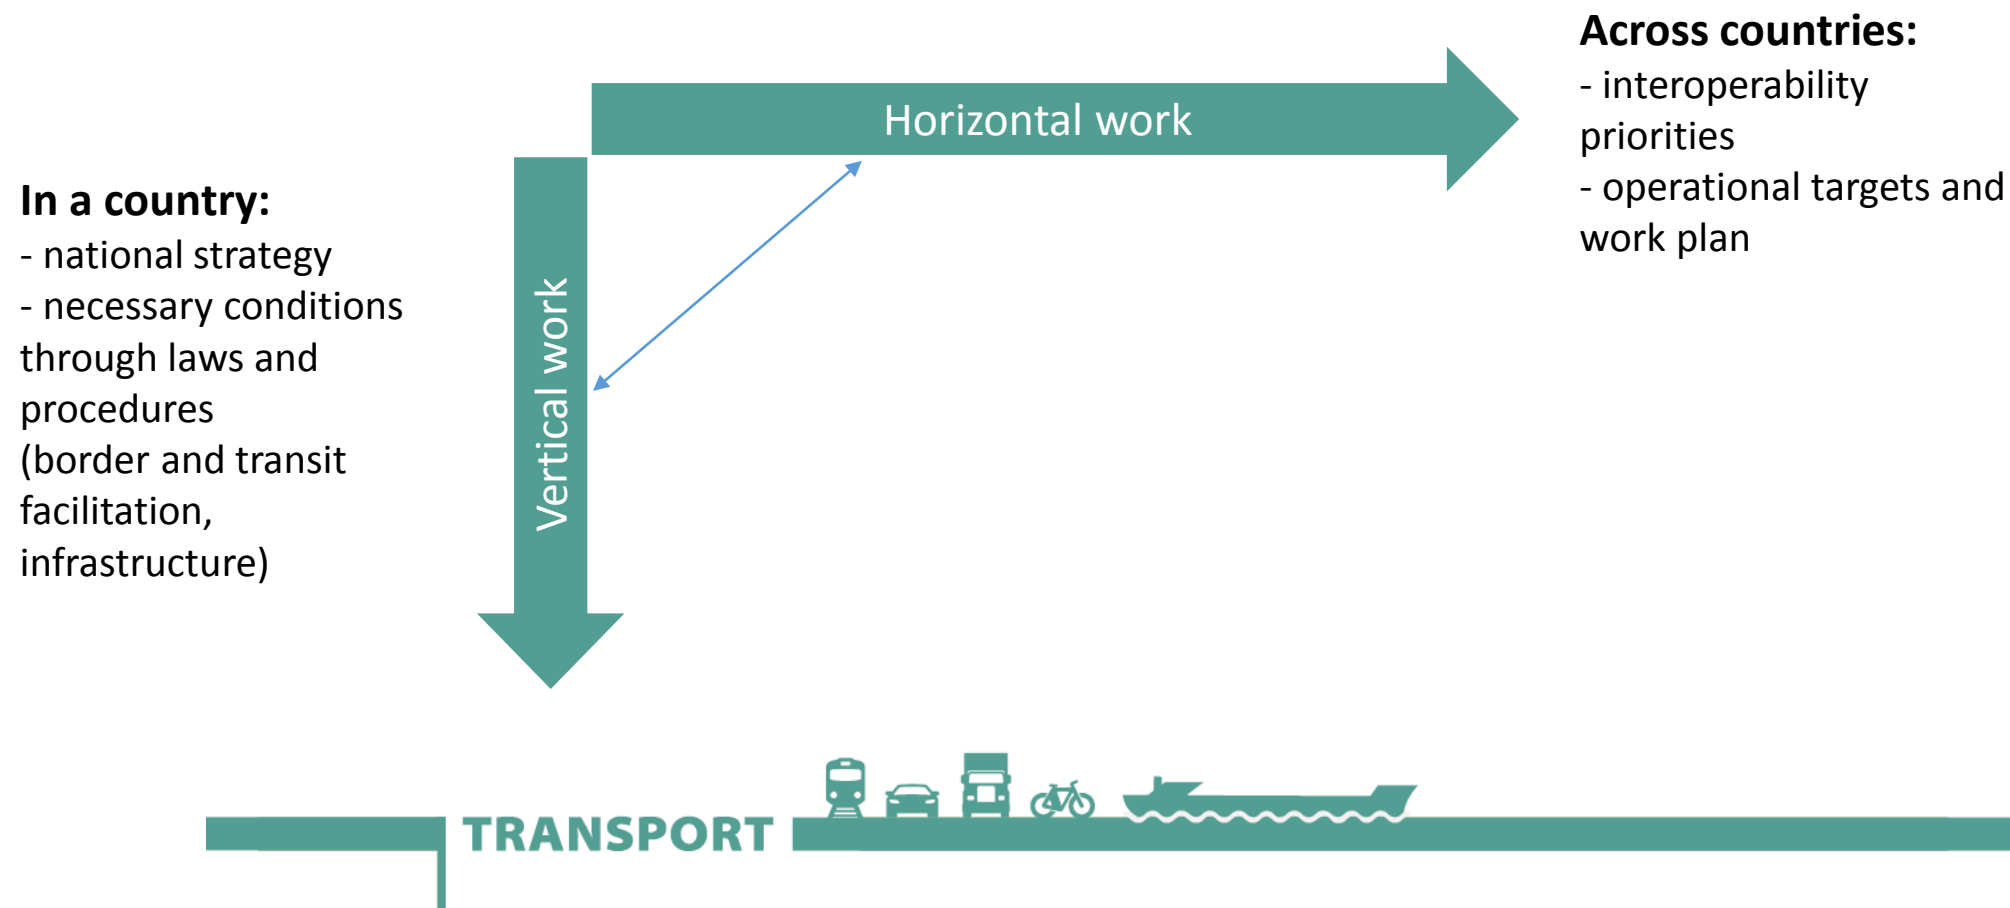 Across countries:
- interoperability
priorities
- operational targets and
work plan
Horizontal work
In a country:
- national strategy
- necessary conditions
through laws and
procedures
(border and transit
facilitation,
infrastructure)
Vertical work
TRANSPORT